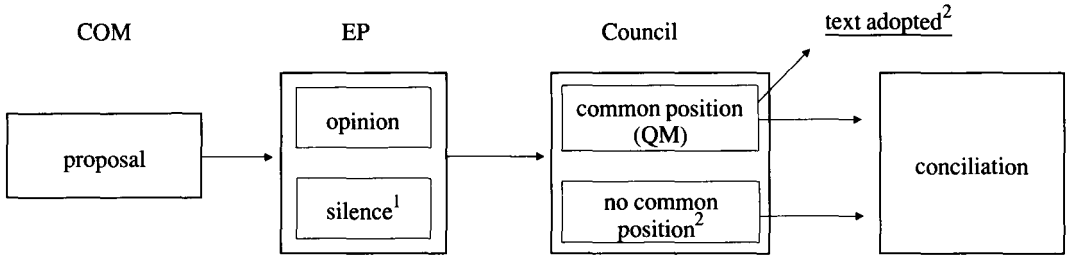 COM
EP
Council
text adopted²
proposal
opinion
silence¹
common position
(QM)
no common
position²
conciliation